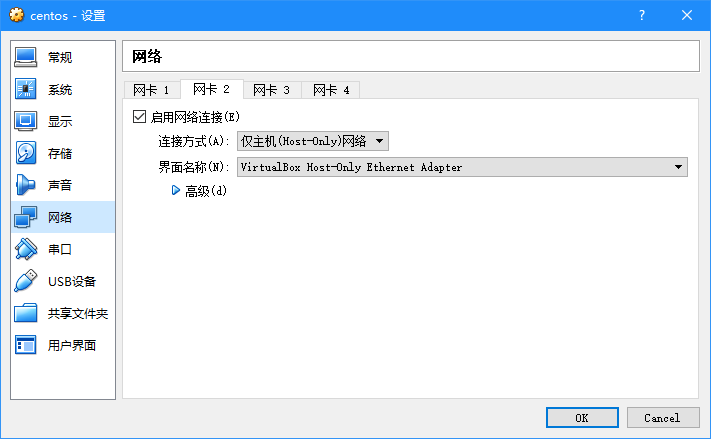 centos - 设置
常规
系统
显示
存储
声音
网络
串口
USB设备
共享文件夹
用户界面
网络
网卡 1 网卡 2 网卡 3 网卡 4
启用网络连接(E)
连接方式(A): 仅主机(Host-Only)网络
界面名称(N): VirtualBox Host-Only Ethernet Adapter
高级(d)
OK Cancel